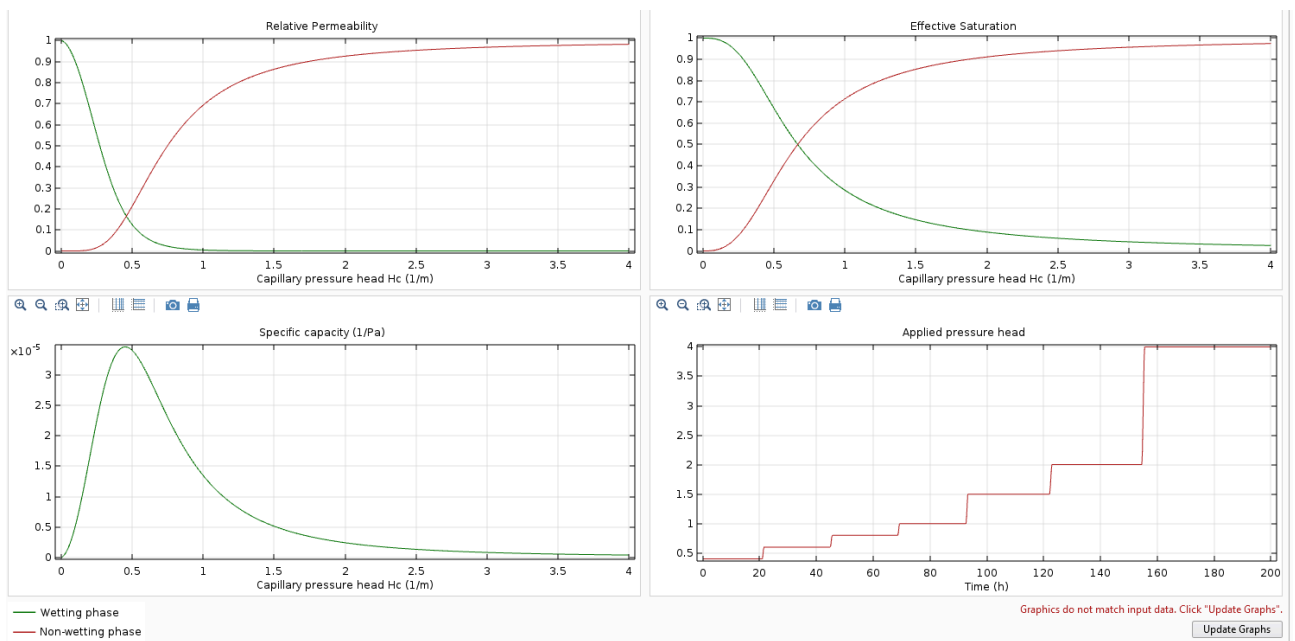 Relative Permeability
1
0.9
0.8
0.7
0.6
0.5
0.4
0.3
0.2
0.1
0
0 0.5 1 1.5 2 2.5 3 3.5 4
Capillary pressure head Hc (1/m)
Effective Saturation
1
0.9
0.8
0.7
0.6
0.5
0.4
0.3
0.2
0.1
0
0 0.5 1 1.5 2 2.5 3 3.5 4
Capillary pressure head Hc (1/m)
Specific capacity (1/Pa)
×10⁻⁵
3
2.5
2
1.5
1
0.5
0
0 0.5 1 1.5 2 2.5 3 3.5 4
Capillary pressure head Hc (1/m)
Applied pressure head
4
3.5
3
2.5
2
1.5
1
0.5
0 20 40 60 80 100 120 140 160 180 200
Time (h)
Wetting phase
Non-wetting phase
Graphics do not match input data. Click "Update Graphs".
Update Graphs